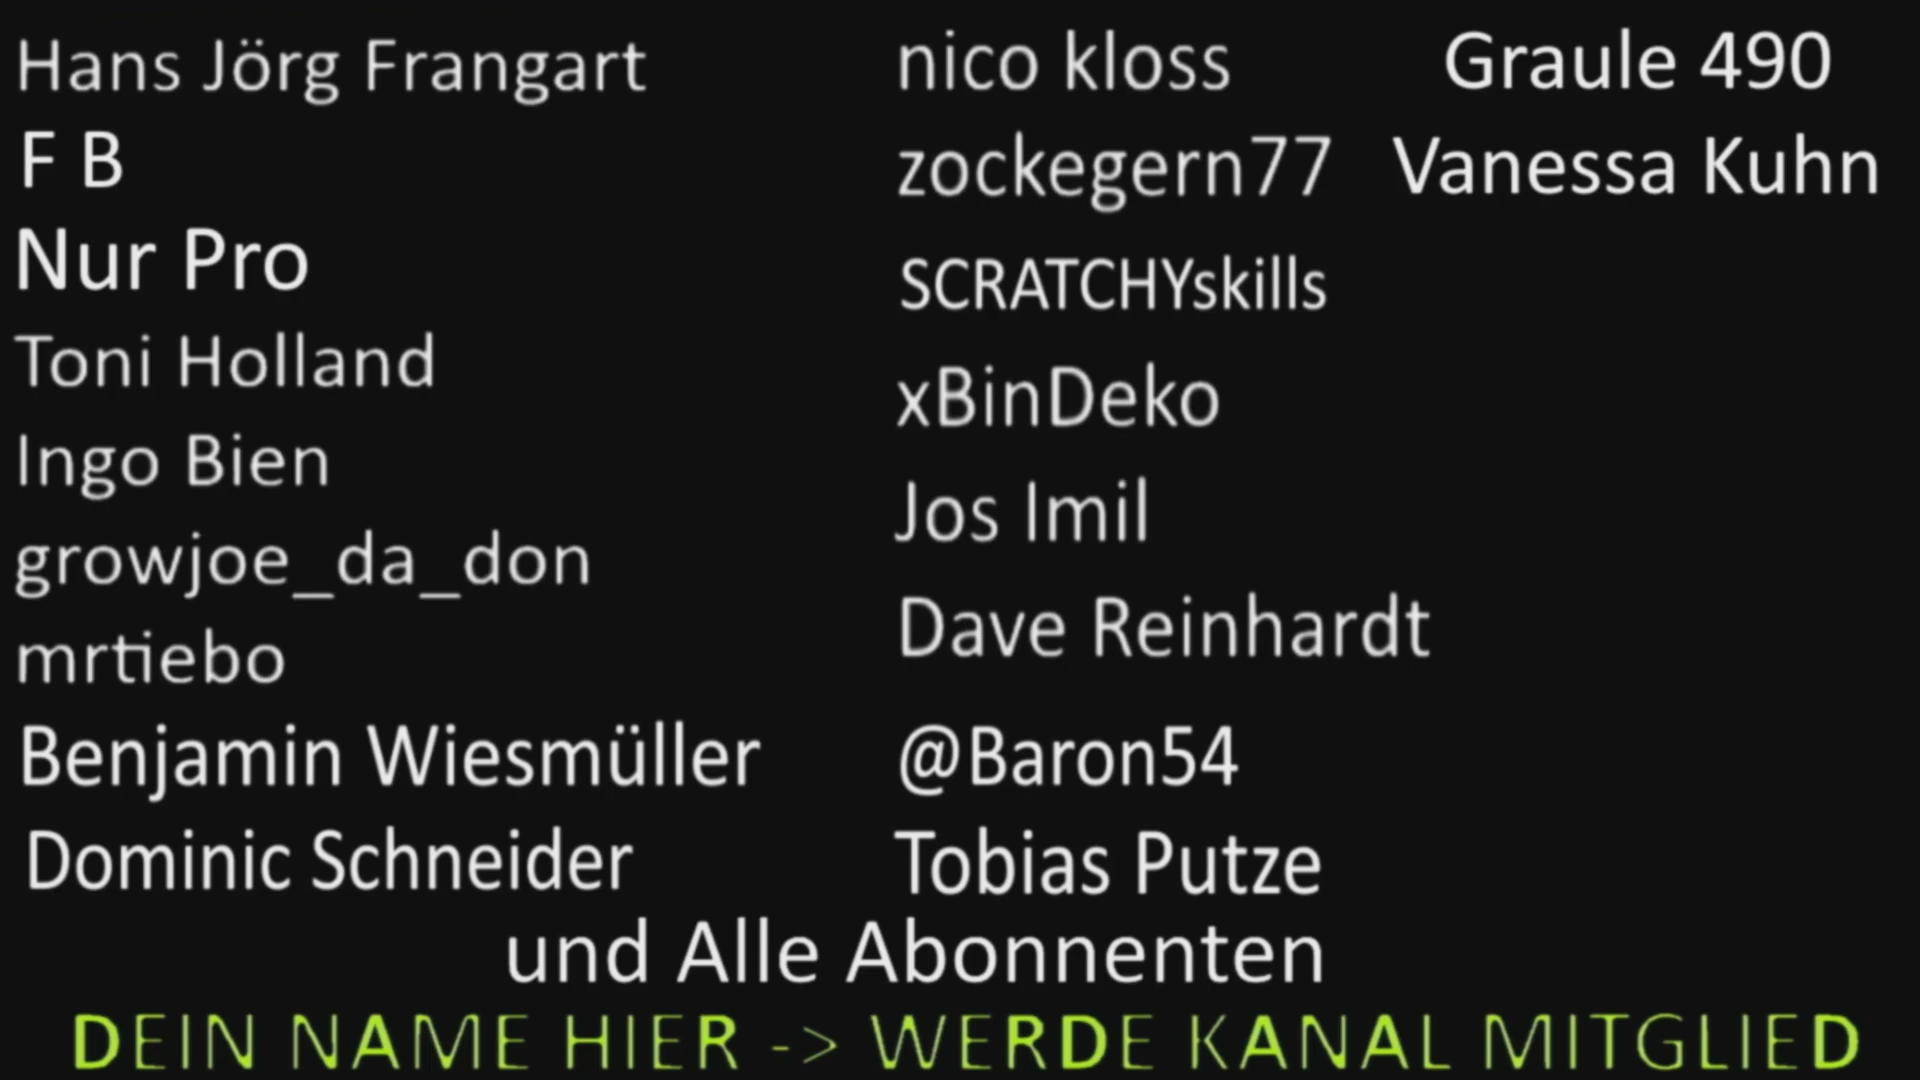 Hans Jörg Frangart
F B
Nur Pro
Toni Holland
Ingo Bien
growjoe_da_don
mrtiebo
Benjamin Wiesmüller
Dominic Schneider
nico kloss
zockegern77
SCRATCHYskills
xBinDeko
Jos Imil
Dave Reinhardt
@Baron54
Tobias Putze
Graule 490
Vanessa Kuhn
und Alle Abonnenten
DEIN NAME HIER -> WERDE KANAL MITGLIED